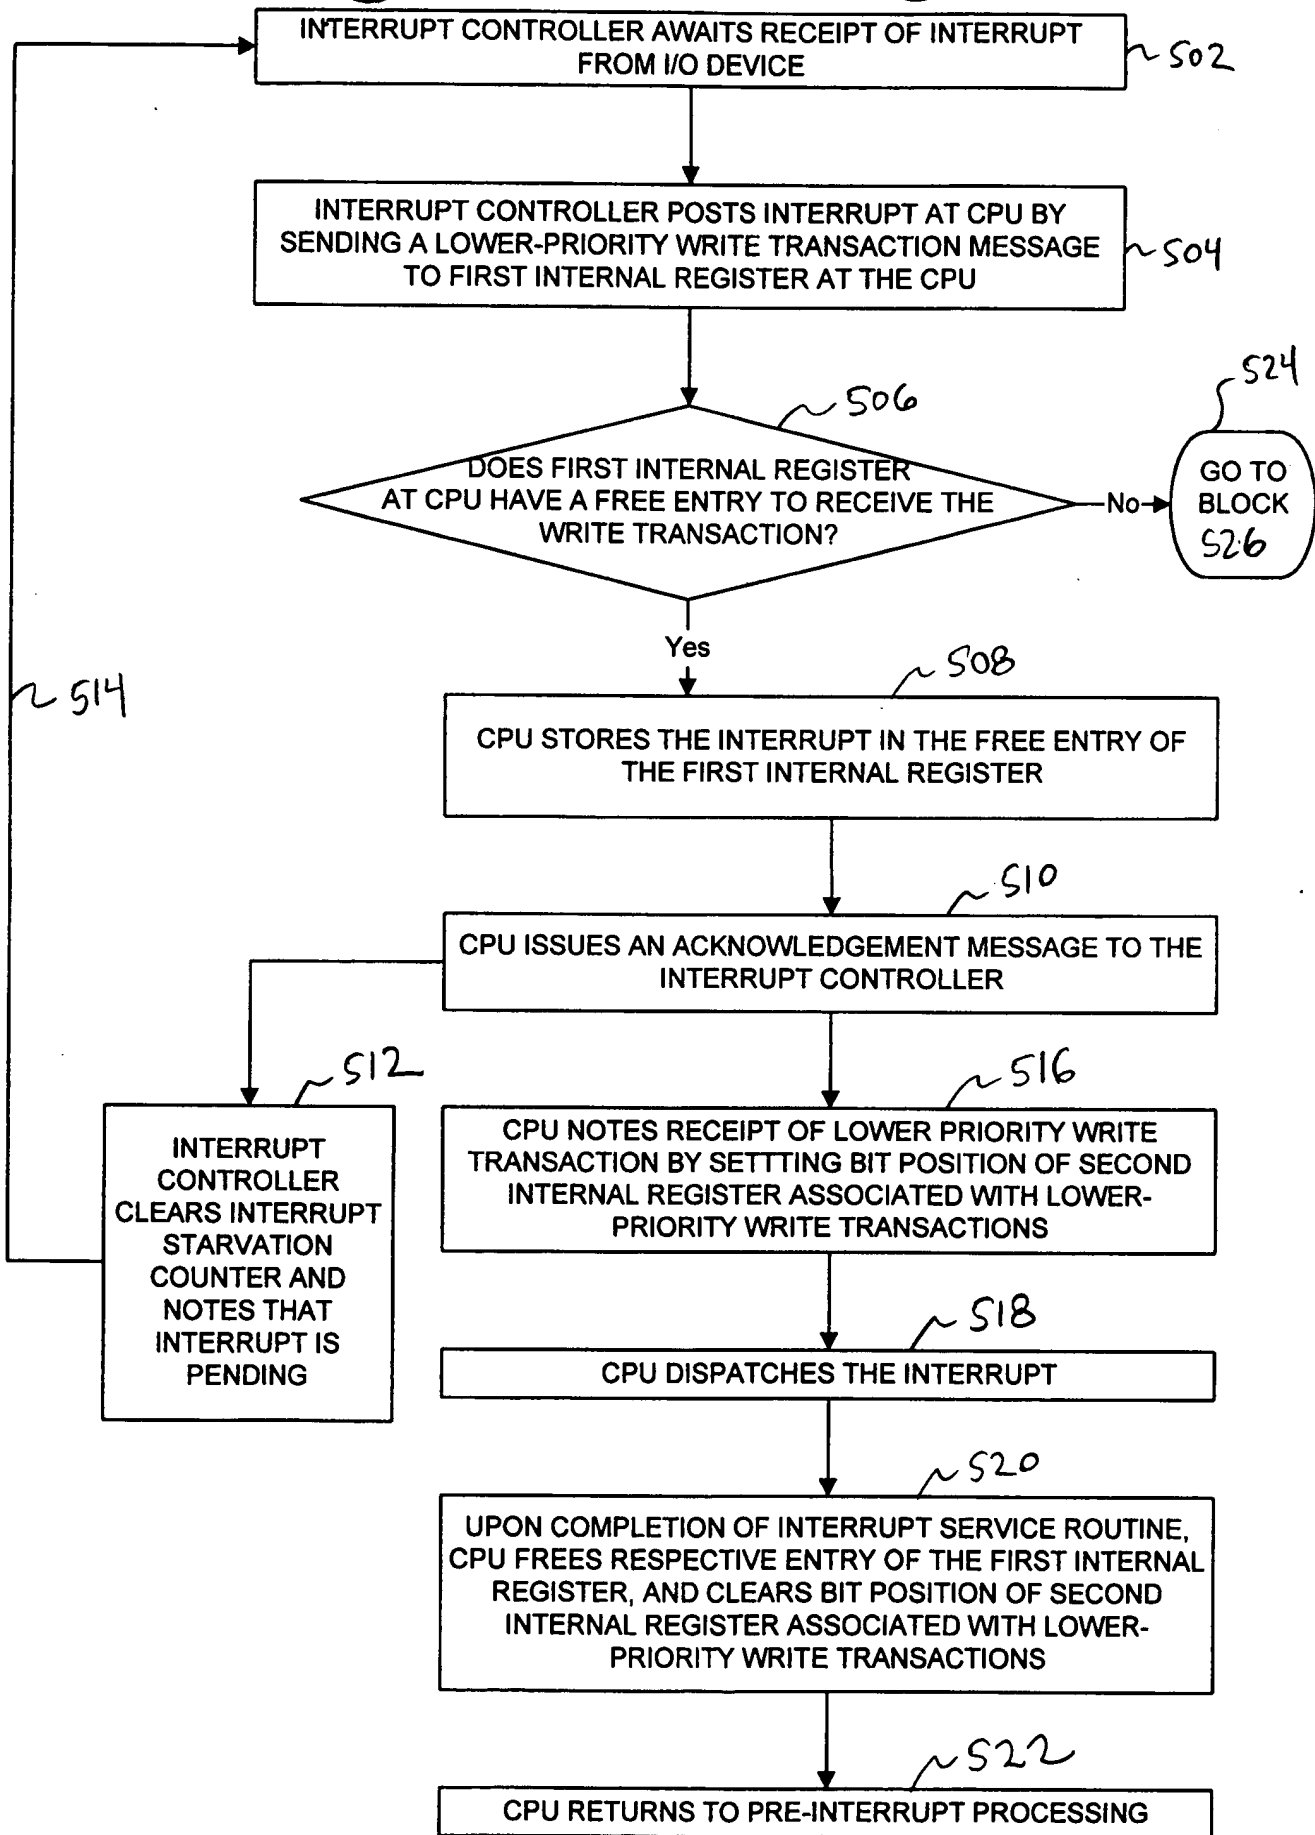 INTERRUPT CONTROLLER AWAITS RECEIPT OF INTERRUPT
FROM I/O DEVICE
502
INTERRUPT CONTROLLER POSTS INTERRUPT AT CPU BY
SENDING A LOWER-PRIORITY WRITE TRANSACTION MESSAGE
TO FIRST INTERNAL REGISTER AT THE CPU
504
506
DOES FIRST INTERNAL REGISTER
AT CPU HAVE A FREE ENTRY TO RECEIVE THE
WRITE TRANSACTION?
No
524
GO TO
BLOCK
526
Yes
514
508
CPU STORES THE INTERRUPT IN THE FREE ENTRY OF
THE FIRST INTERNAL REGISTER
510
CPU ISSUES AN ACKNOWLEDGEMENT MESSAGE TO THE
INTERRUPT CONTROLLER
512
INTERRUPT
CONTROLLER
CLEARS INTERRUPT
STARVATION
COUNTER AND
NOTES THAT
INTERRUPT IS
PENDING
516
CPU NOTES RECEIPT OF LOWER PRIORITY WRITE
TRANSACTION BY SETTTING BIT POSITION OF SECOND
INTERNAL REGISTER ASSOCIATED WITH LOWER-
PRIORITY WRITE TRANSACTIONS
518
CPU DISPATCHES THE INTERRUPT
520
UPON COMPLETION OF INTERRUPT SERVICE ROUTINE,
CPU FREES RESPECTIVE ENTRY OF THE FIRST INTERNAL
REGISTER, AND CLEARS BIT POSITION OF SECOND
INTERNAL REGISTER ASSOCIATED WITH LOWER-
PRIORITY WRITE TRANSACTIONS
522
CPU RETURNS TO PRE-INTERRUPT PROCESSING